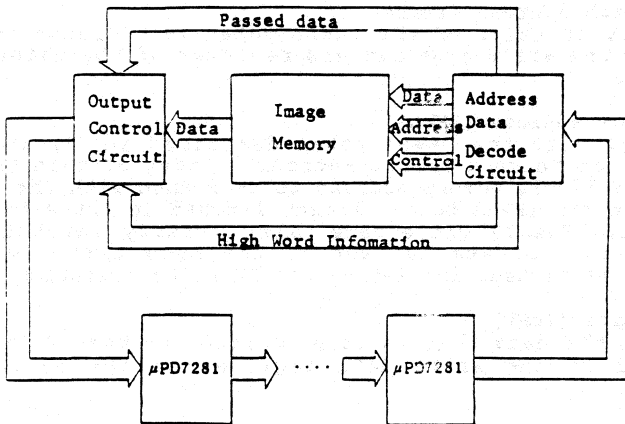 Passed data
Output
Control
Circuit
Data
Image
Memory
Data
Address
Control
Address
Data
Decode
Circuit
High Word Infomation
μPD7281
····
μPD7281